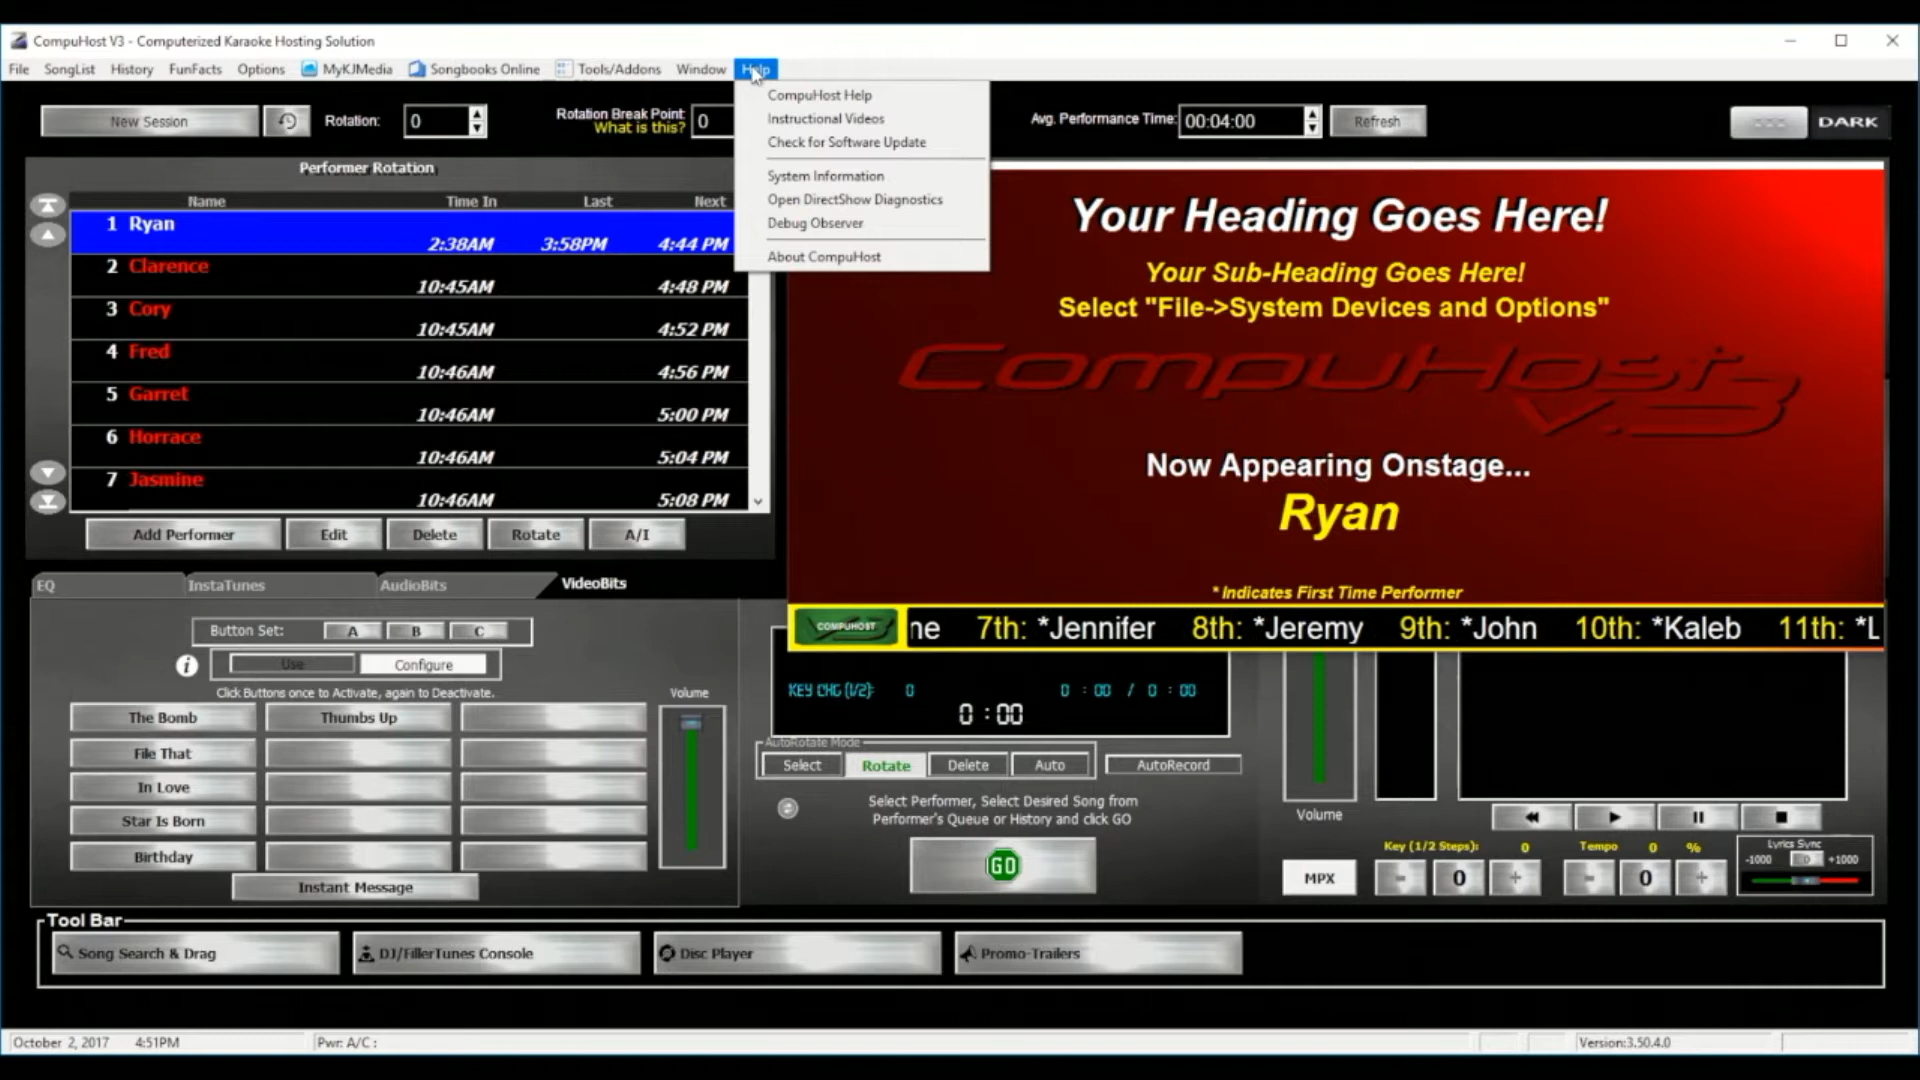 CompuHost V3 - Computerized Karaoke Hosting Solution
File SongList History FunFacts Options MyKJMedia Songbooks Online Tools/Addons Window Help
CompuHost Help
Instructional Videos
Check for Software Update
System Information
Open DirectShow Diagnostics
Debug Observer
About CompuHost
New Session
Rotation: 0
Rotation Break Point:
What is this? 0
Avg. Performance Time: 00:04:00 Refresh
DARK
Performer Rotation
Name Time In Last Next
1 Ryan
2:38AM 3:58PM 4:44 PM
2 Clarence
10:45AM 4:48 PM
3 Cory
10:45AM 4:52 PM
4 Fred
10:46AM 4:56 PM
5 Garret
10:46AM 5:00 PM
6 Horrace
10:46AM 5:04 PM
7 Jasmine
10:46AM 5:08 PM
Add Performer Edit Delete Rotate A/I
Your Heading Goes Here!
Your Sub-Heading Goes Here!
Select "File->System Devices and Options"
CompuHost
V.3
Now Appearing Onstage...
Ryan
* Indicates First Time Performer
COMPUHOST ne 7th: *Jennifer 8th: *Jeremy 9th: *John 10th: *Kaleb 11th: *L
EQ InstaTunes AudioBits VideoBits
Button Set: A B C
Use Configure
Click Buttons once to Activate, again to Deactivate.
Volume
The Bomb Thumbs Up
File That
In Love
Star Is Born
Birthday
Instant Message
KEY CHG (1/2): 0 0 : 00 / 0 : 00
0 : 00
AutoRotate Mode
Select Rotate Delete Auto AutoRecord
Select Performer, Select Desired Song from
Performer's Queue or History and click GO
GO
Volume
MPX
Key (1/2 Steps): 0
- 0 +
Tempo 0 %
- 0 +
Lyrics Sync
-1000 0 +1000
Tool Bar
Song Search & Drag DJ/FillerTunes Console Disc Player Promo-Trailers
October 2, 2017 4:51PM Pwr: A/C : Version:3.50.4.0